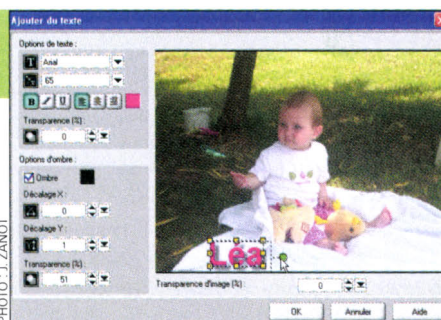 Ajouter du texte
Options de texte :
Arial
65
B I U
Transparence (%) :
0
Options d'ombre :
Ombre
Décalage X :
0
Décalage Y :
1
Transparence (%) :
51
Léa
Transparence d'image (%) :
0
OK Annuler Aide
PHOTO : J. ZANOT